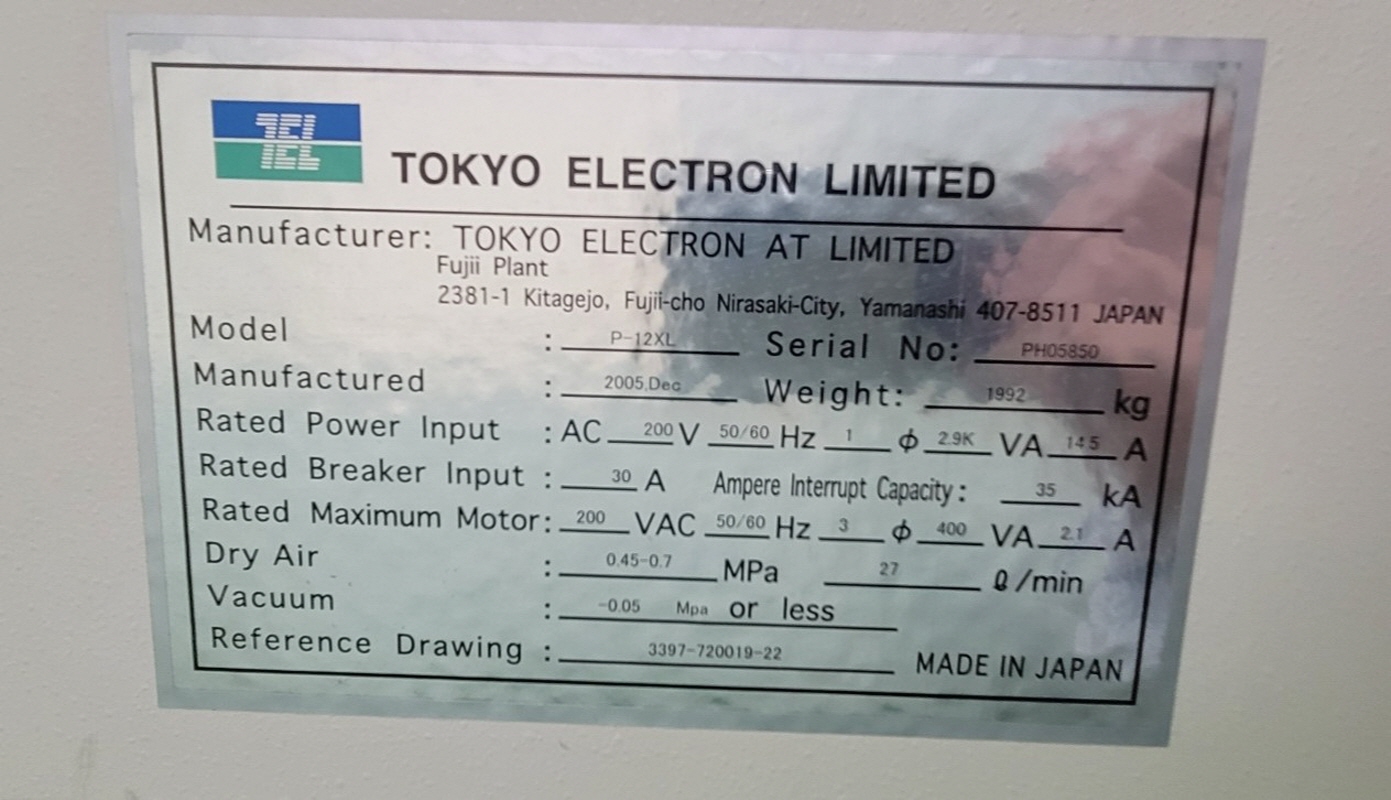 TEL
TOKYO ELECTRON LIMITED
Manufacturer: TOKYO ELECTRON AT LIMITED
Fujii Plant
2381-1 Kitagejo, Fujii-cho Nirasaki-City, Yamanashi 407-8511 JAPAN
Model : P-12XL Serial No: PH05850
Manufactured : 2005.Dec Weight: 1992 kg
Rated Power Input : AC 200 V 50/60 Hz 1 ϕ 2.9K VA 14.5 A
Rated Breaker Input : 30 A Ampere Interrupt Capacity : 35 kA
Rated Maximum Motor: 200 VAC 50/60 Hz 3 ϕ 400 VA 2.1 A
Dry Air : 0.45-0.7 MPa 27 ℓ/min
Vacuum : -0.05 Mpa or less
Reference Drawing : 3397-720019-22 MADE IN JAPAN